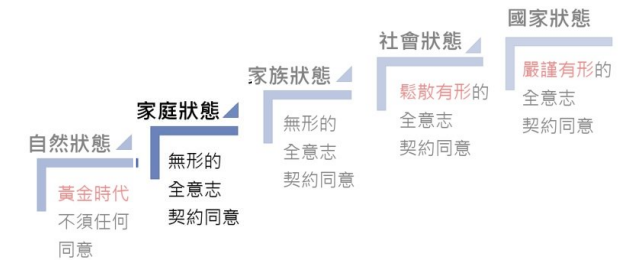 自然狀態
黃金時代
不須任何
同意
家庭狀態
無形的
全意志
契約同意
家族狀態
無形的
全意志
契約同意
社會狀態
鬆散有形的
全意志
契約同意
國家狀態
嚴謹有形的
全意志
契約同意